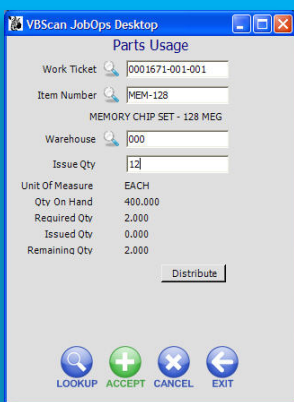 VBScan JobOps Desktop
Parts Usage
Work Ticket 0001671-001-001
Item Number MEM-128
MEMORY CHIP SET - 128 MEG
Warehouse 000
Issue Qty 12
Unit Of Measure EACH
Qty On Hand 400.000
Required Qty 2.000
Issued Qty 0.000
Remaining Qty 2.000
Distribute
LOOKUP ACCEPT CANCEL EXIT